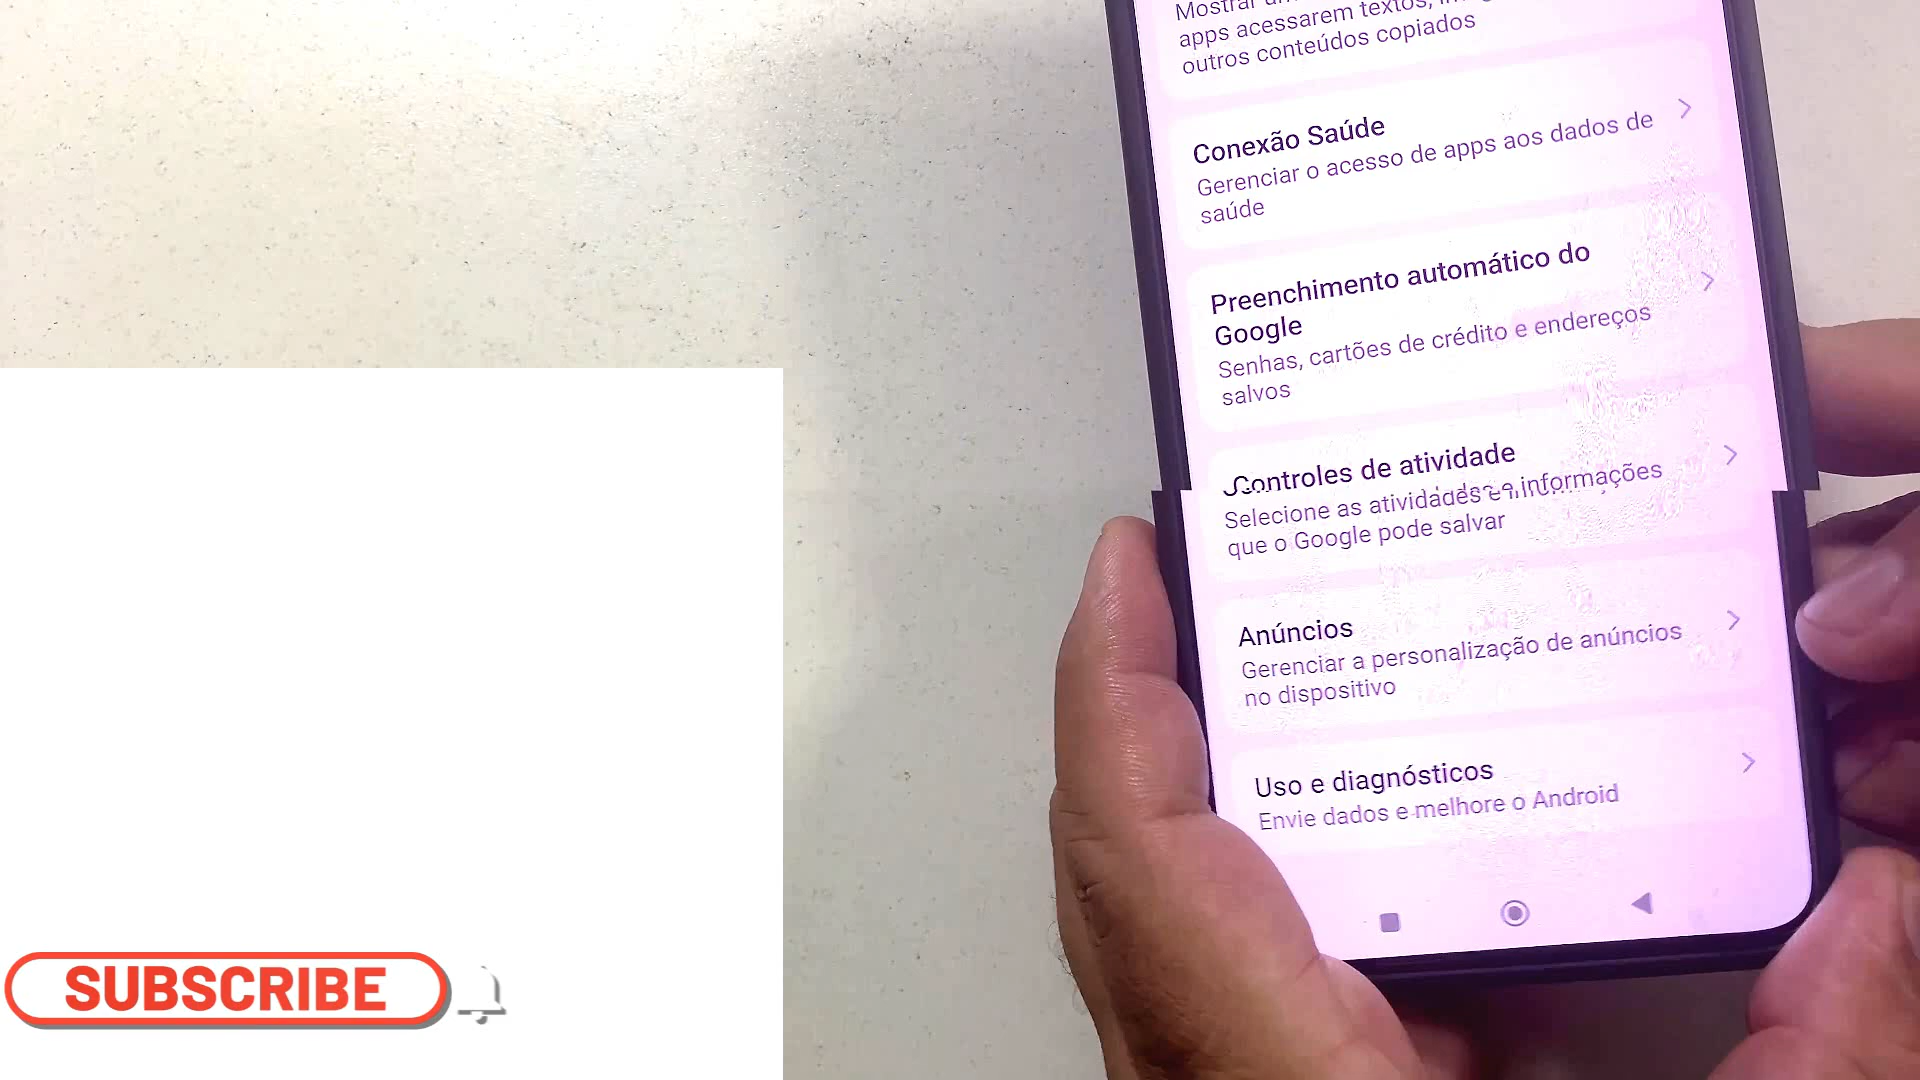 Mostrar um
apps acessarem textos,
outros conteúdos copiados
Conexão Saúde
Gerenciar o acesso de apps aos dados de
saúde
Preenchimento automático do
Google
Senhas, cartões de crédito e endereços
salvos
Controles de atividade
Selecione as atividades e informações
que o Google pode salvar
Anúncios
Gerenciar a personalização de anúncios
no dispositivo
Uso e diagnósticos
Envie dados e melhore o Android
SUBSCRIBE